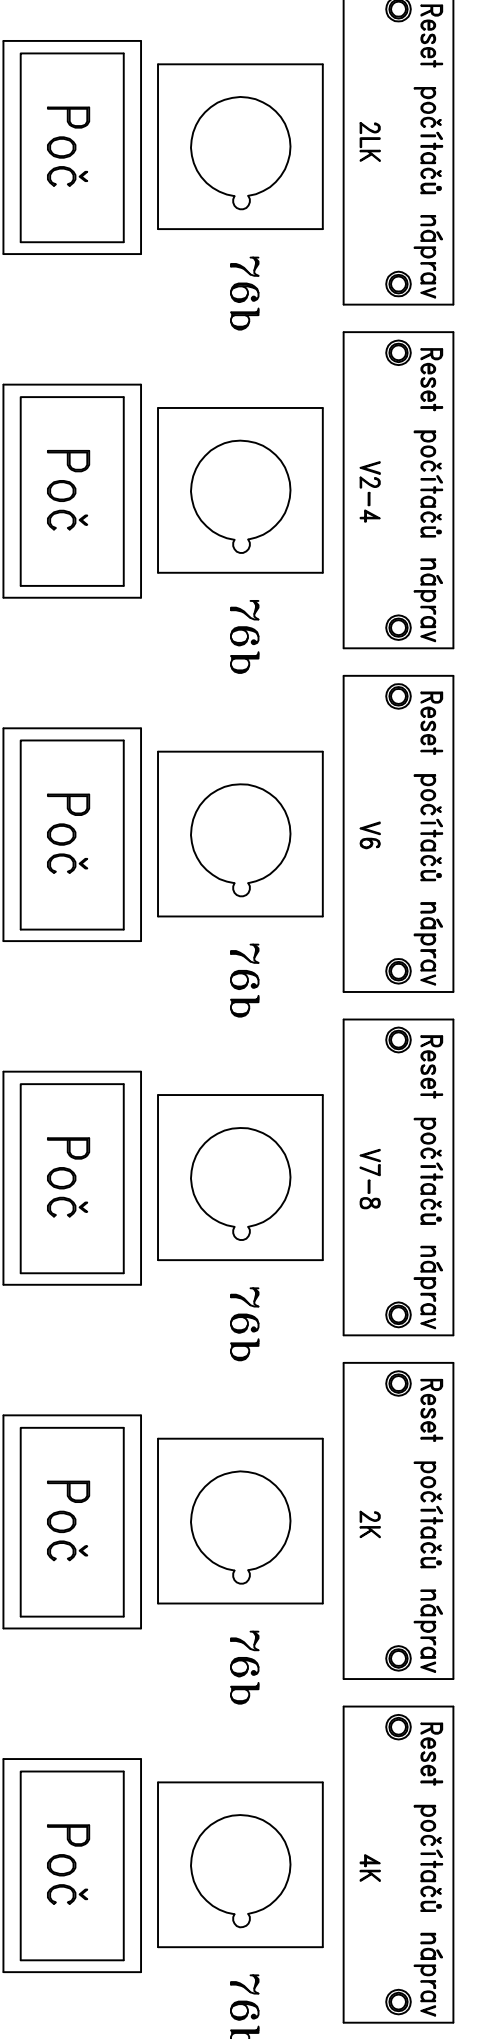 Reset počítačů náprav
2LK
76b
Poč
Reset počítačů náprav
V2-4
76b
Poč
Reset počítačů náprav
V6
76b
Poč
Reset počítačů náprav
V7-8
76b
Poč
Reset počítačů náprav
2K
76b
Poč
Reset počítačů náprav
4K
76b
Poč